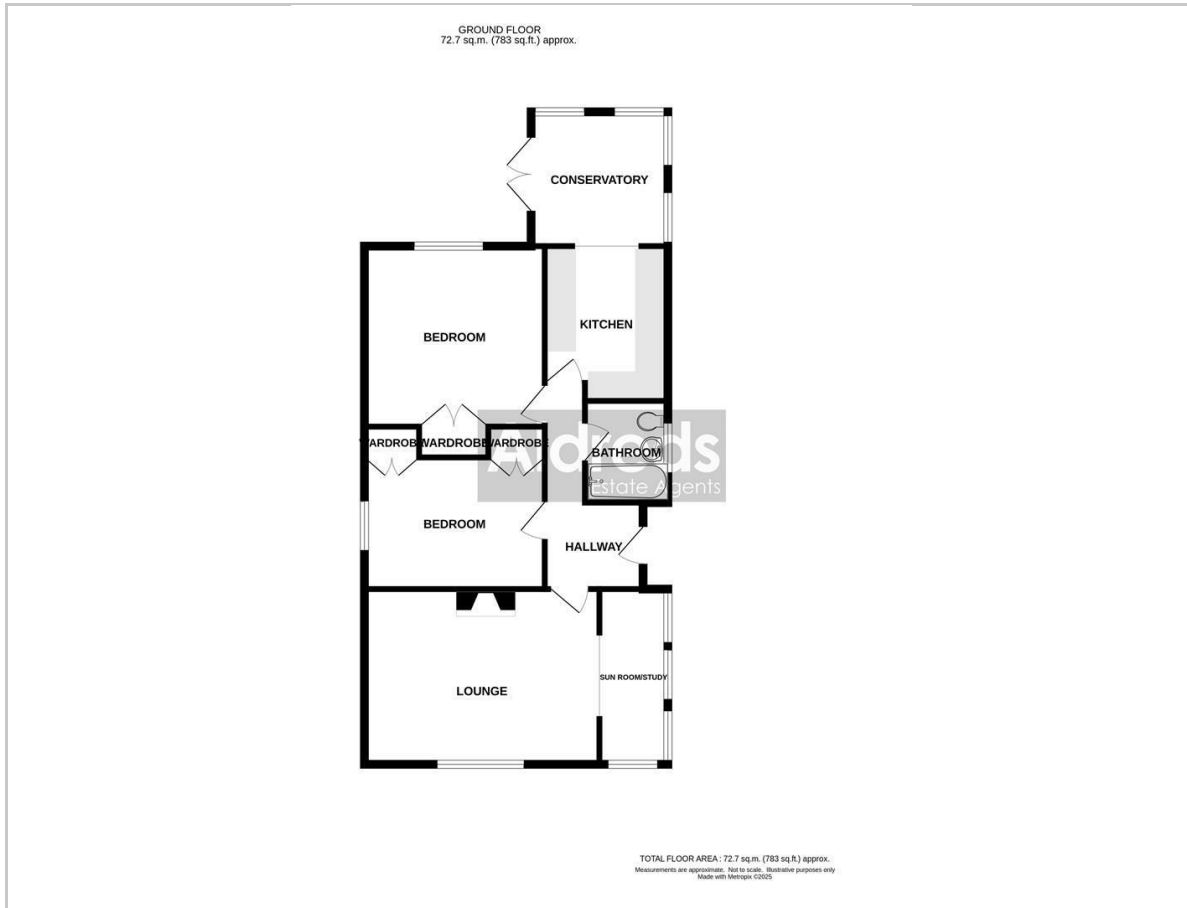 GROUND FLOOR
72.7 sq.m. (783 sq.ft.) approx.
CONSERVATORY
KITCHEN
BEDROOM
WARDROBE
WARDROBE
WARDROBE
Aldreds
Estate Agents
BATHROOM
BEDROOM
HALLWAY
SUN ROOM/STUDY
LOUNGE
TOTAL FLOOR AREA : 72.7 sq.m. (783 sq.ft.) approx.
Measurements are approximate. Not to scale. Illustrative purposes only
Made with Metropix ©2025